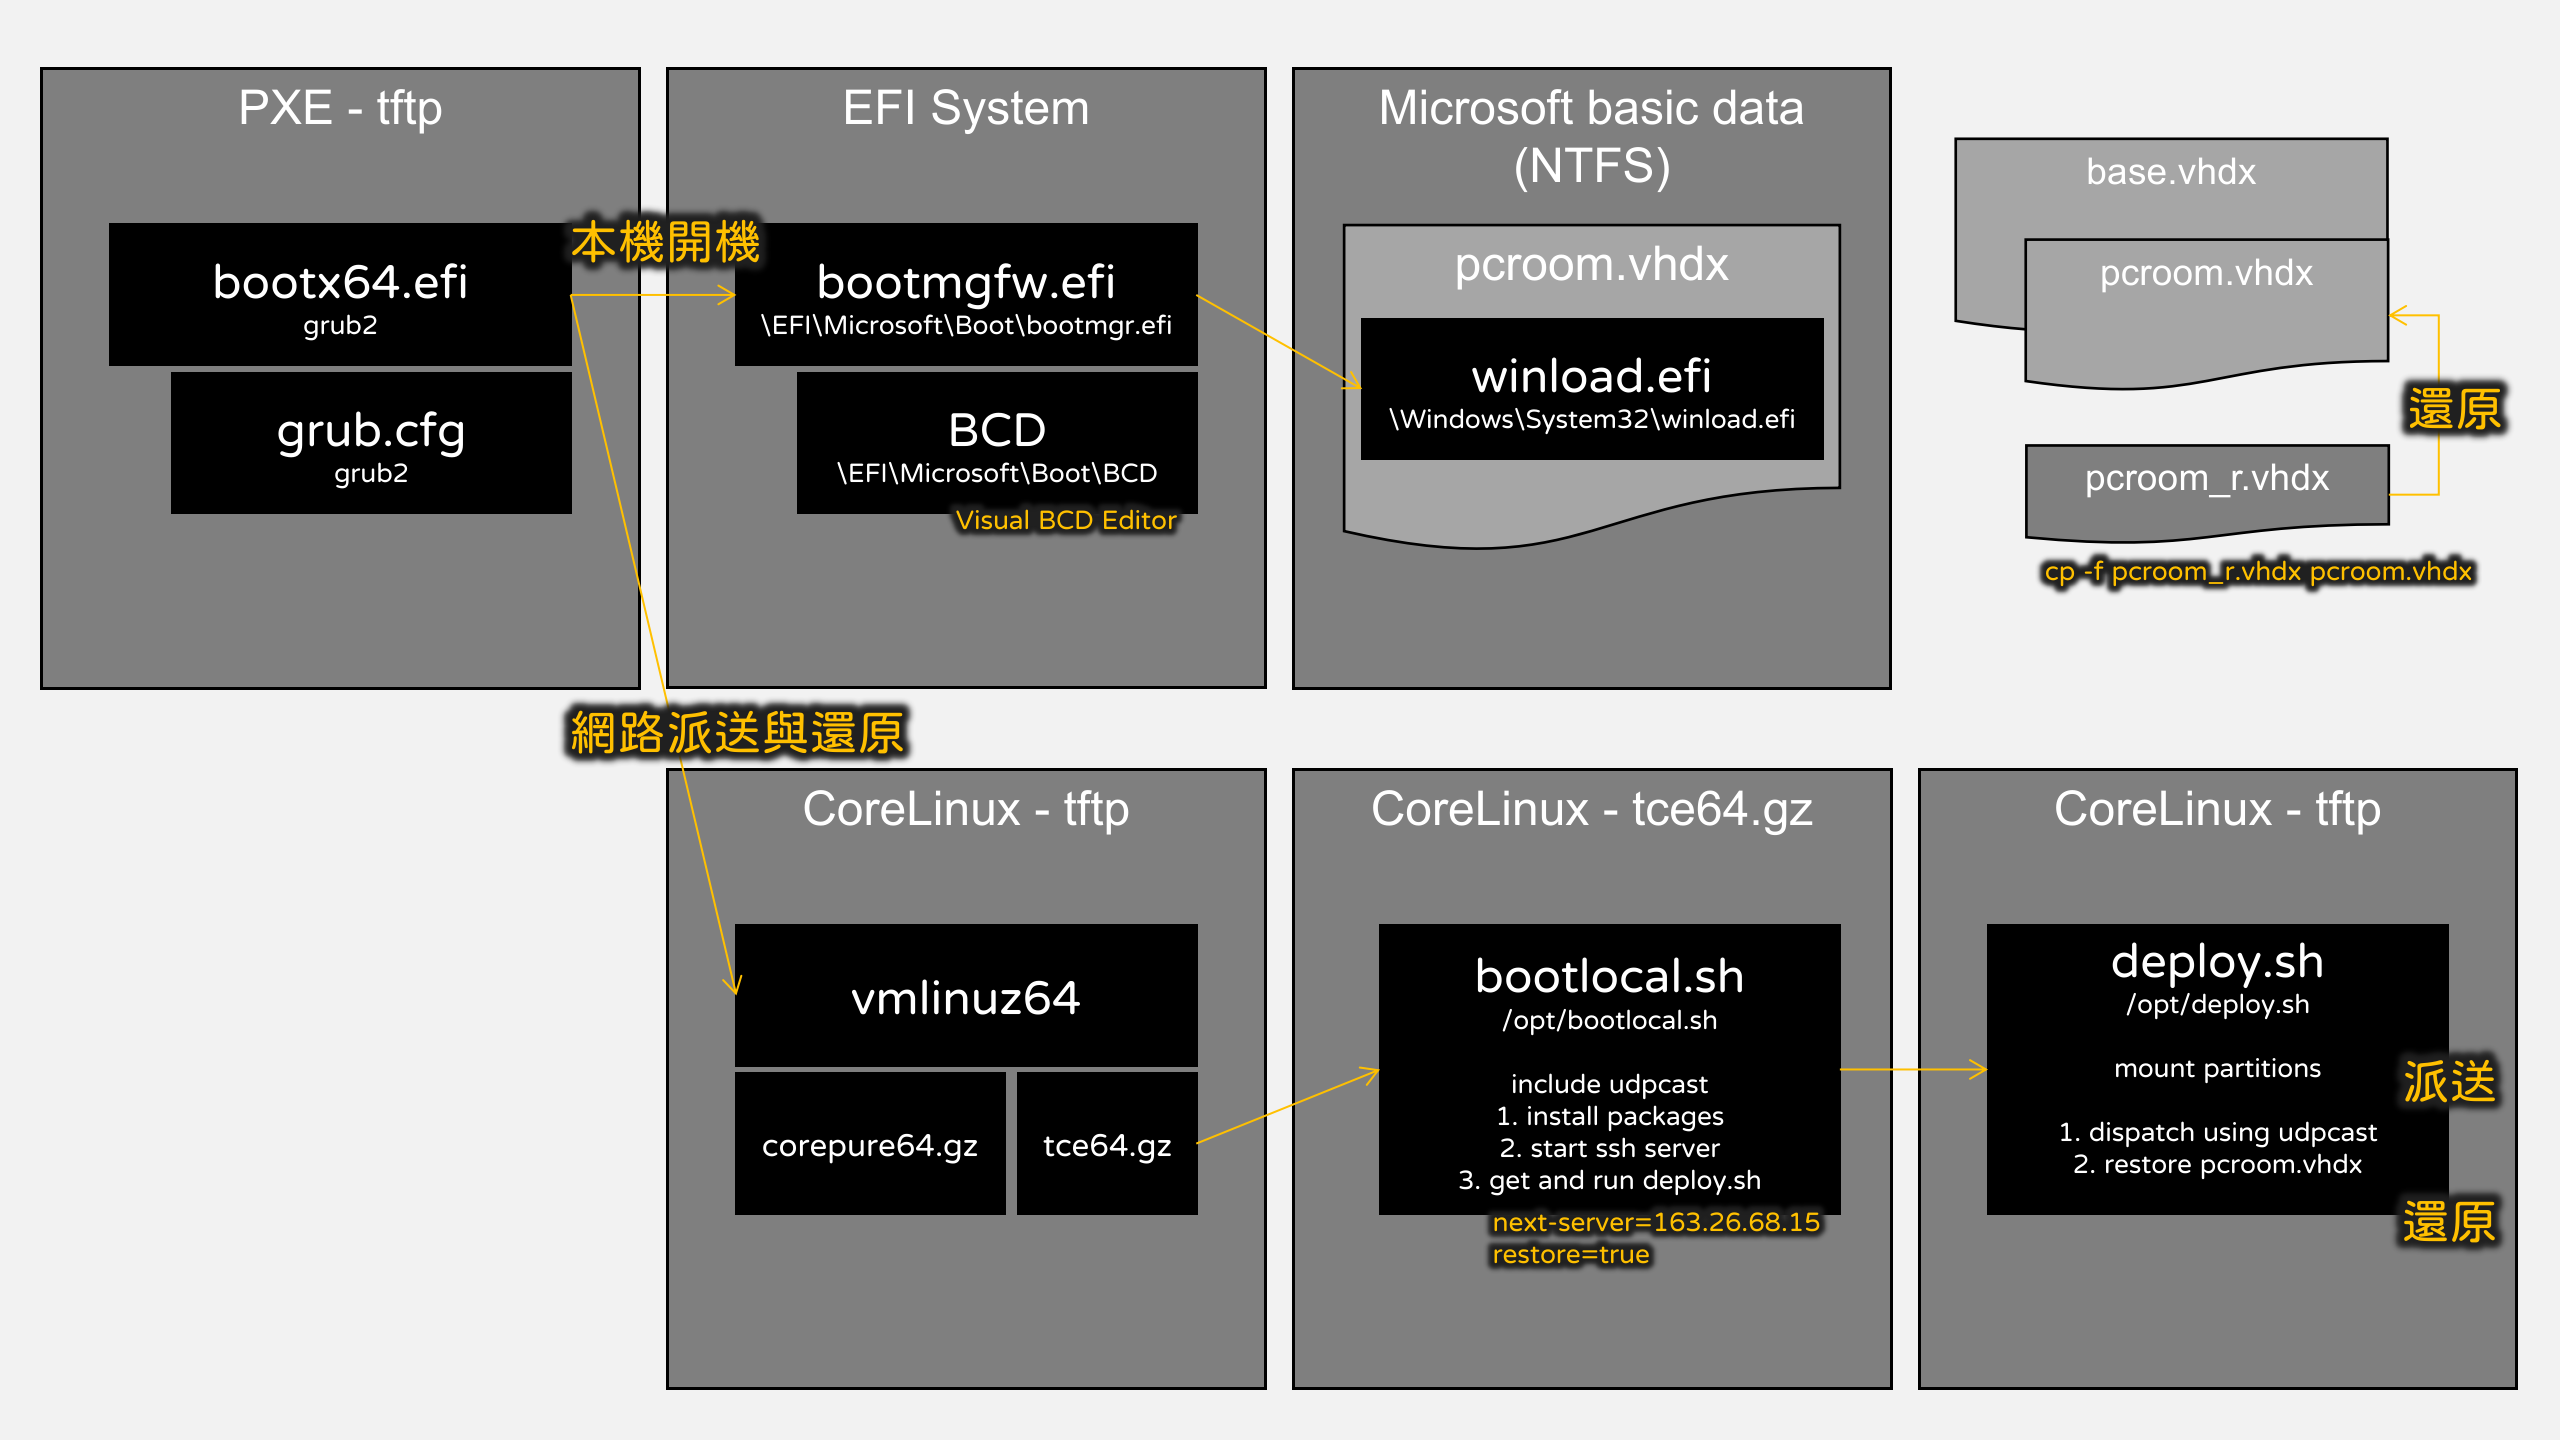 PXE - tftp
bootx64.efi
grub2
grub.cfg
grub2
本機開機
EFI System
bootmgfw.efi
\EFI\Microsoft\Boot\bootmgr.efi
BCD
\EFI\Microsoft\Boot\BCD
Visual BCD Editor
Microsoft basic data
(NTFS)
pcroom.vhdx
winload.efi
\Windows\System32\winload.efi
base.vhdx
pcroom.vhdx
還原
pcroom_r.vhdx
cp -f pcroom_r.vhdx pcroom.vhdx
網路派送與還原
CoreLinux - tftp
vmlinuz64
corepure64.gz
tce64.gz
CoreLinux - tce64.gz
bootlocal.sh
/opt/bootlocal.sh
include udpcast
1. install packages
2. start ssh server
3. get and run deploy.sh
next-server=163.26.68.15
restore=true
CoreLinux - tftp
deploy.sh
/opt/deploy.sh
mount partitions
派送
1. dispatch using udpcast
2. restore pcroom.vhdx
還原